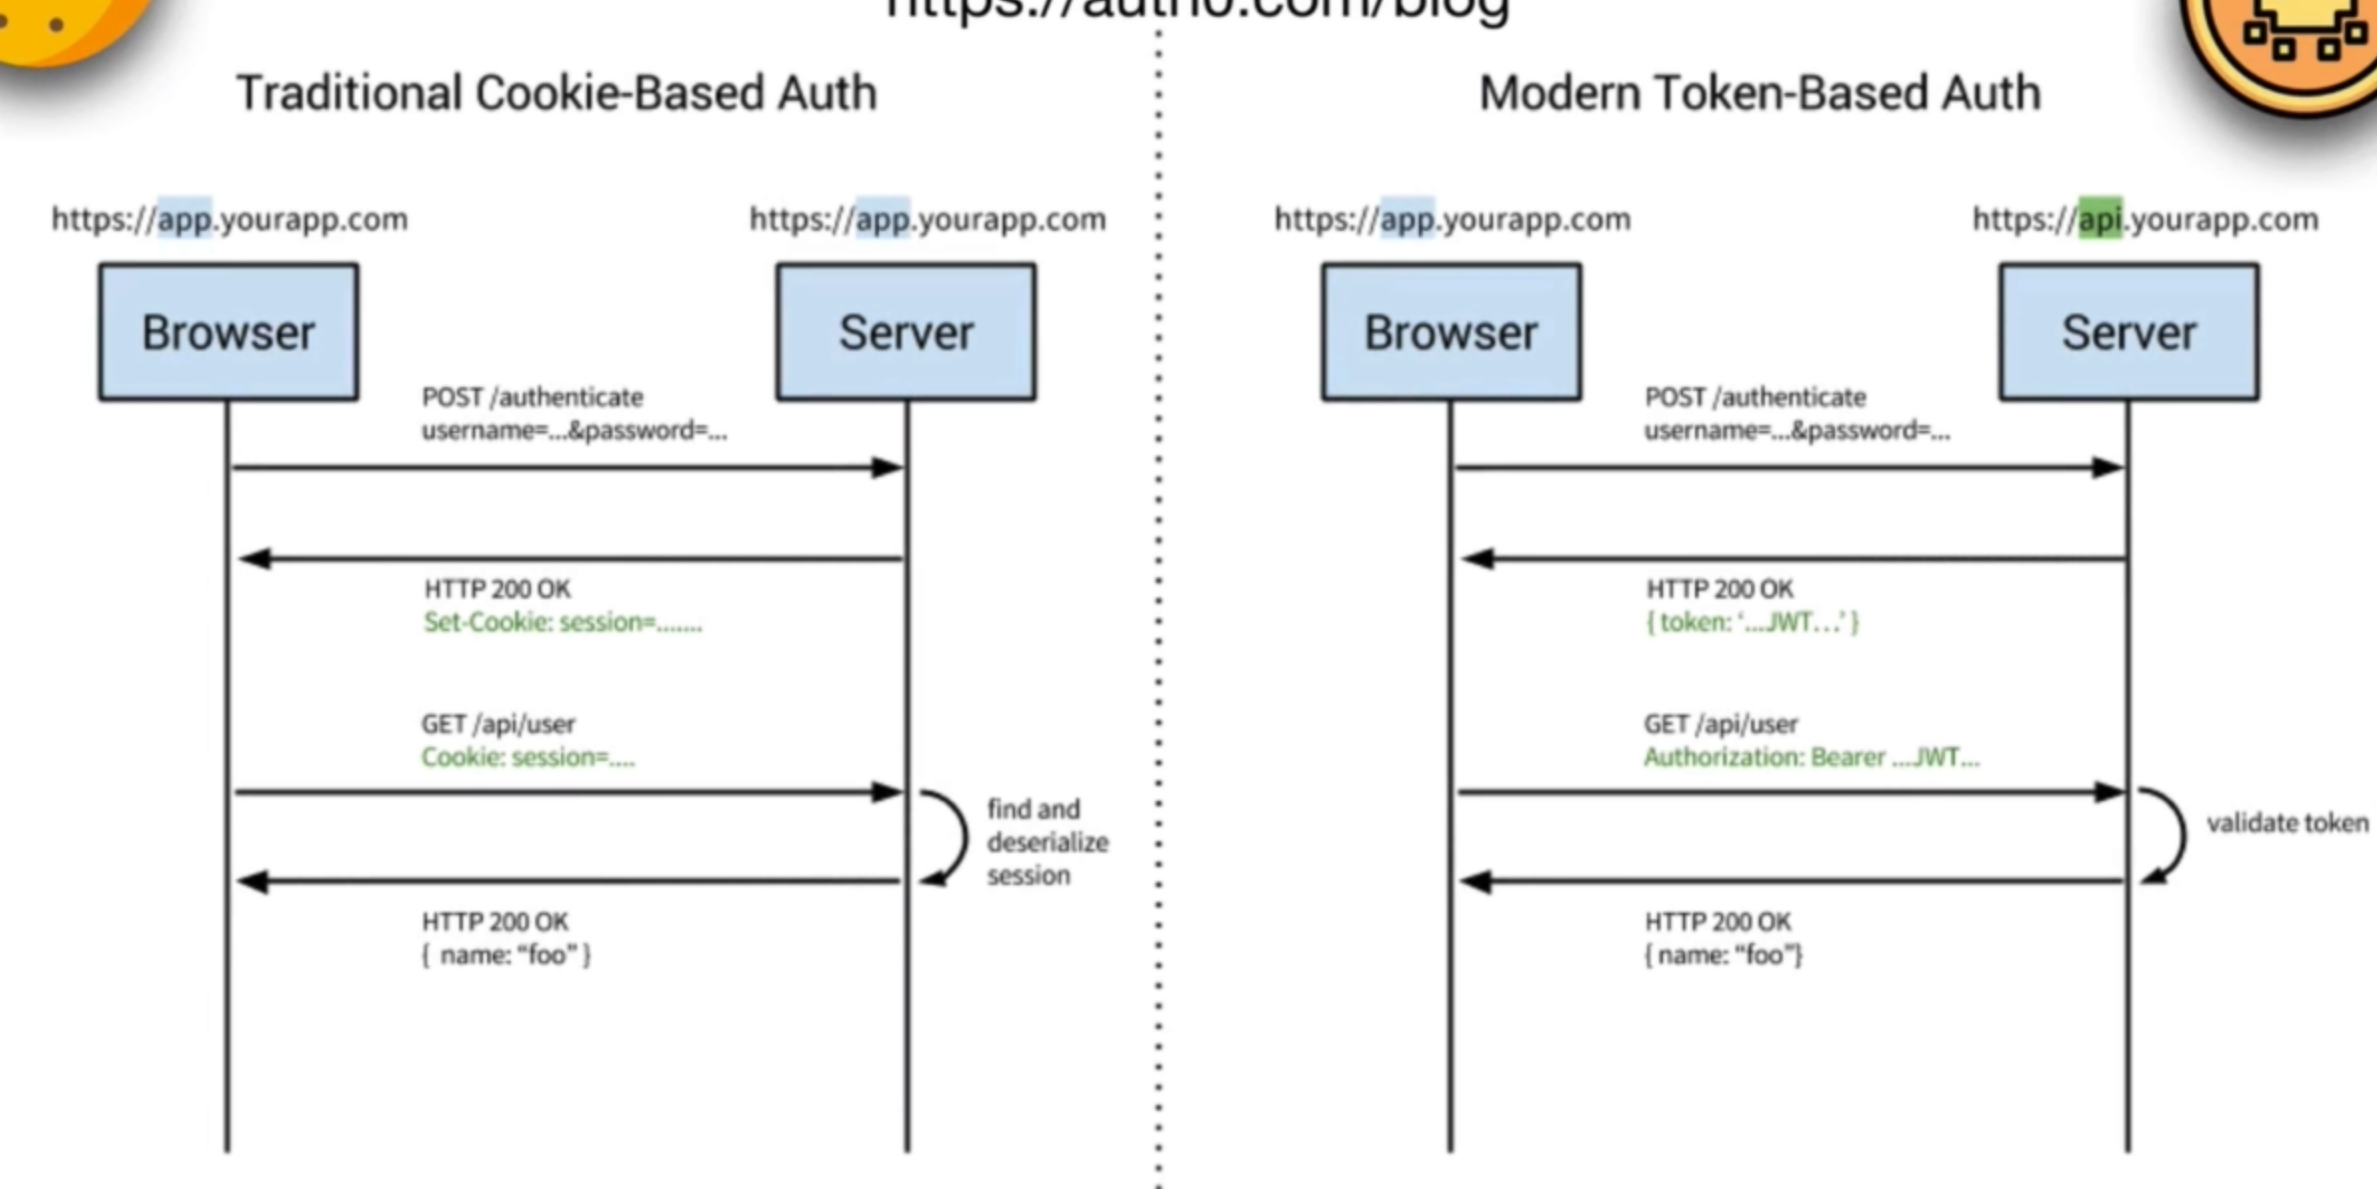 https://auth0.com/blog
Traditional Cookie-Based Auth
https://app.yourapp.com
https://app.yourapp.com
Browser
Server
POST /authenticate
username=...&password=...
HTTP 200 OK
Set-Cookie: session=.......
GET /api/user
Cookie: session=....
find and
deserialize
session
HTTP 200 OK
{ name: “foo” }
Modern Token-Based Auth
https://app.yourapp.com
https://api.yourapp.com
Browser
Server
POST /authenticate
username=...&password=...
HTTP 200 OK
{ token: ‘...JWT...’ }
GET /api/user
Authorization: Bearer ...JWT...
validate token
HTTP 200 OK
{ name: “foo”}